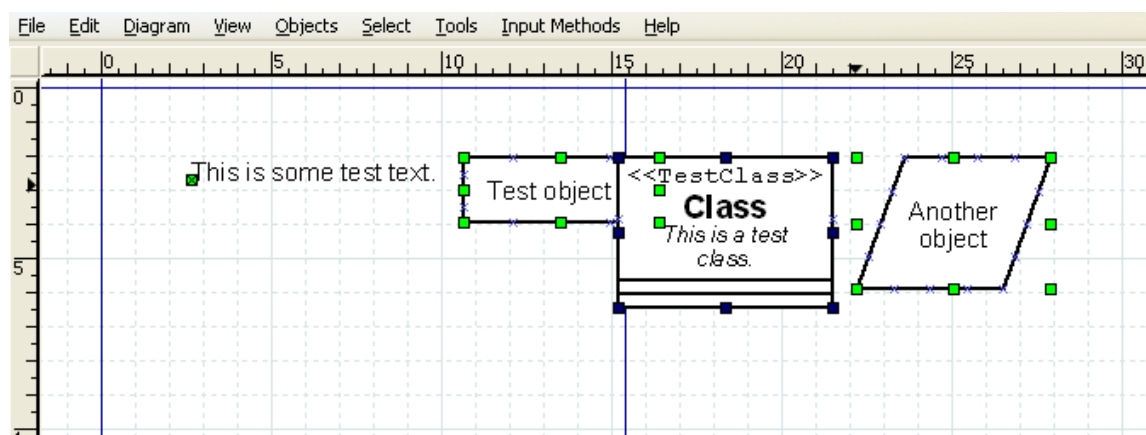 File Edit Diagram View Objects Select Tools Input Methods Help
0 5 10 15 20 25 30
0
This is some test text.
Test object
<<TestClass>>
Class
This is a test
class.
Another
object
5